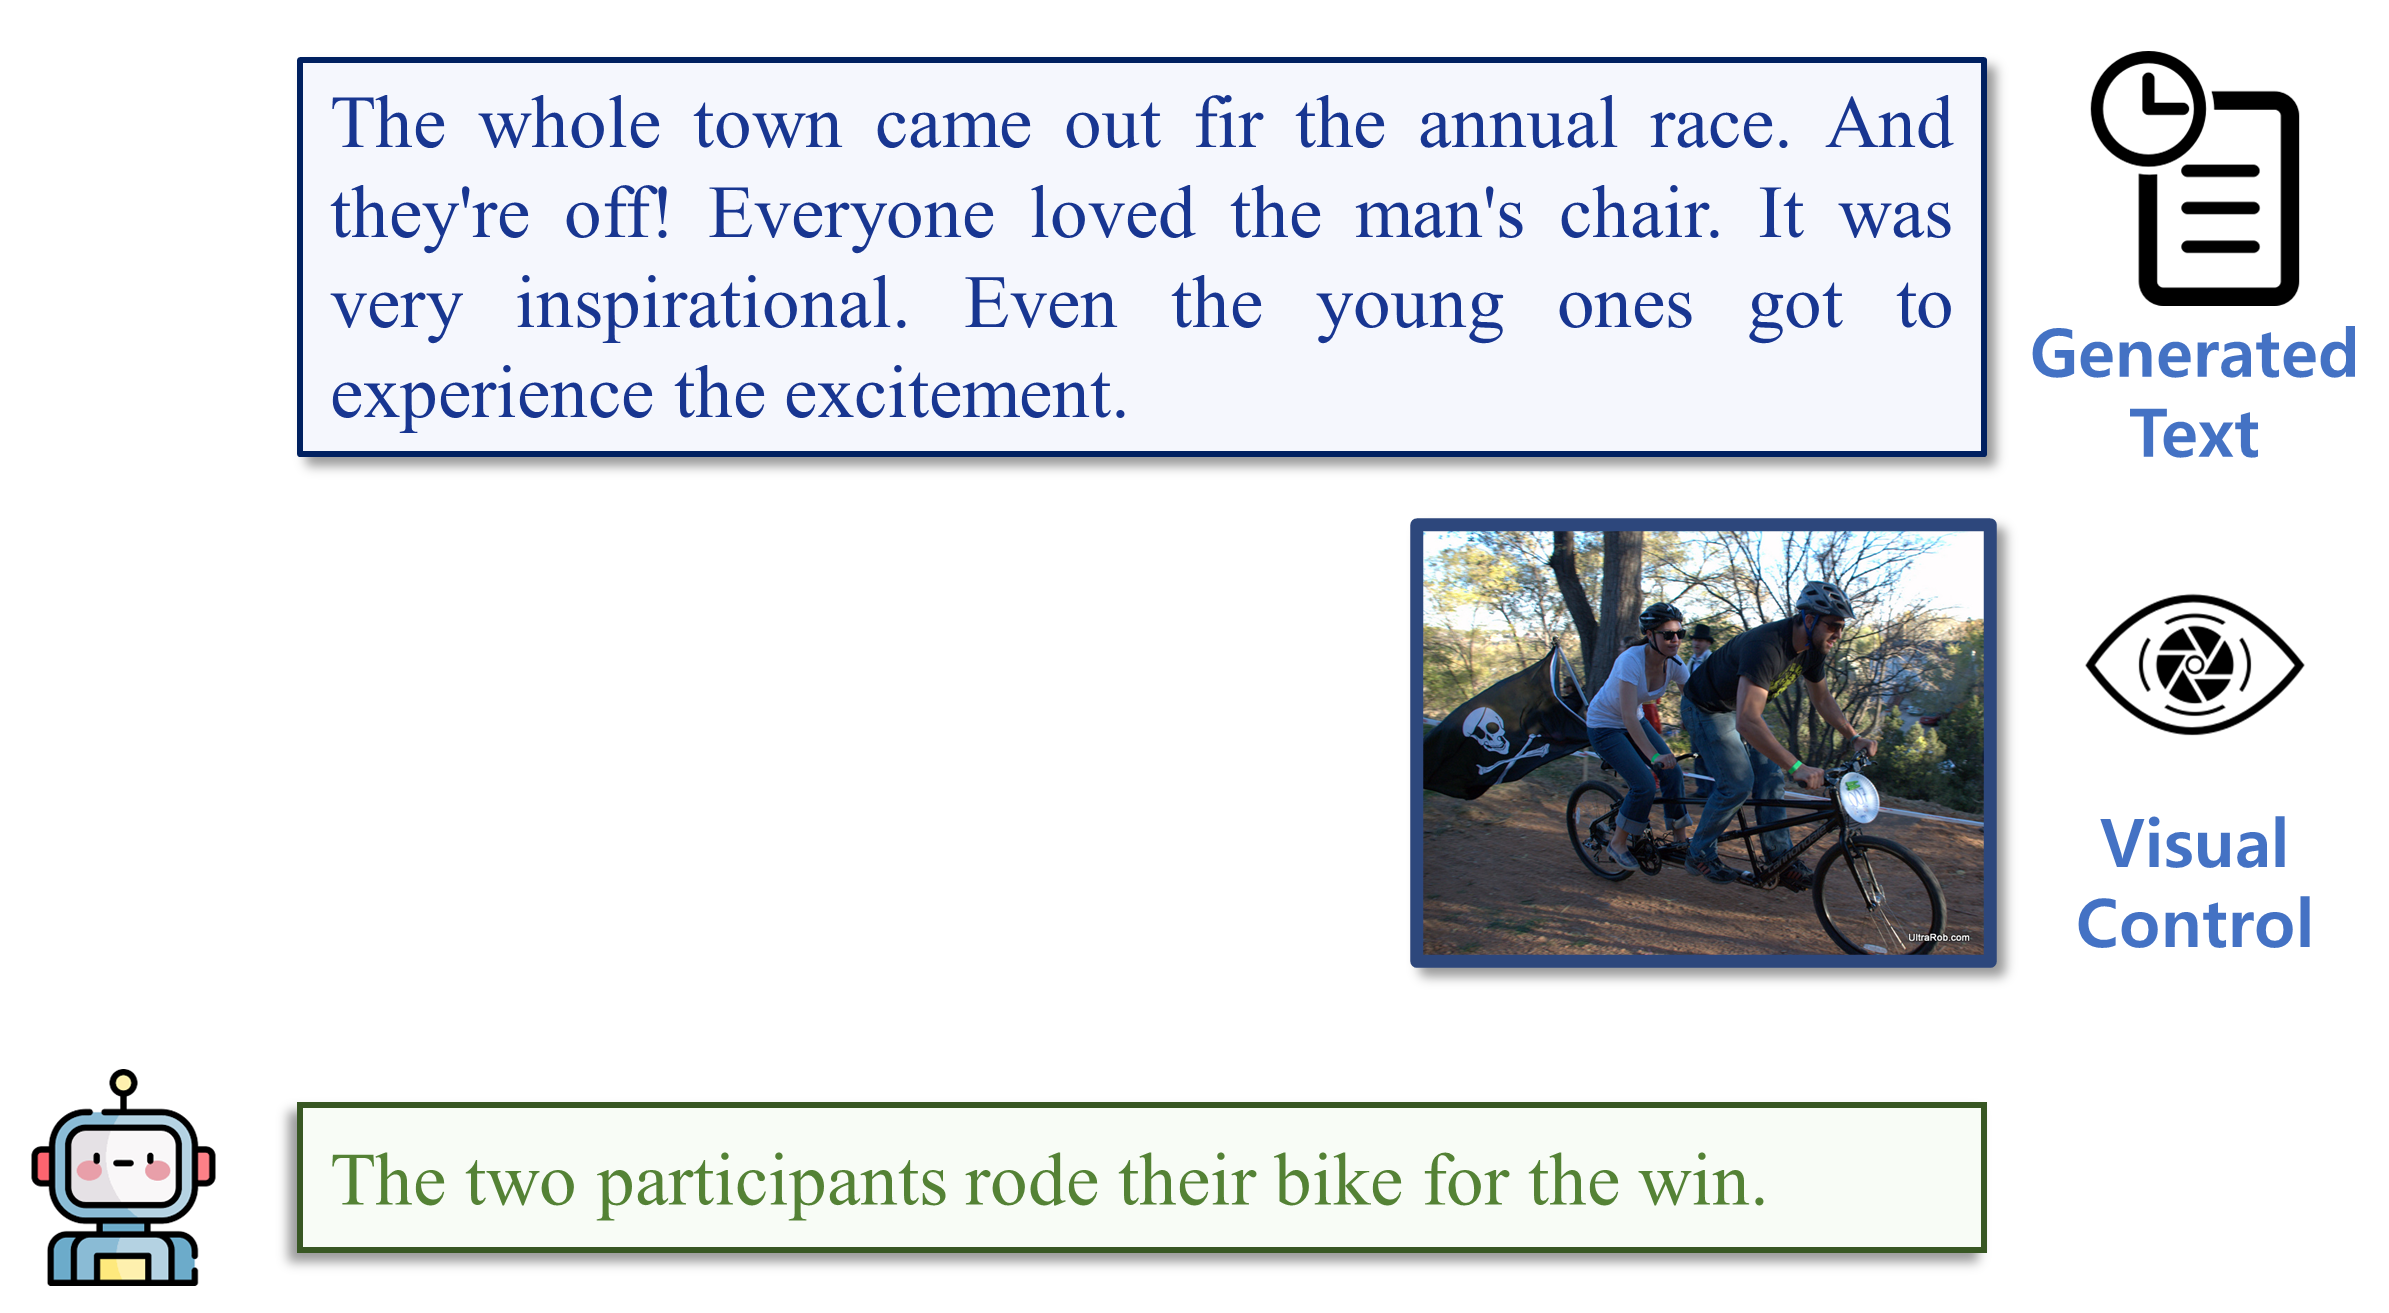 The whole town came out fir the annual race. And
they're off! Everyone loved the man's chair. It was
very inspirational. Even the young ones got to
experience the excitement.
Generated
Text
UltraRob.com
Visual
Control
The two participants rode their bike for the win.